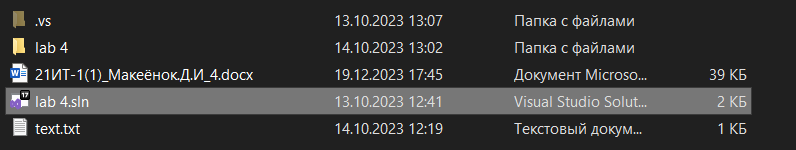 .vs 13.10.2023 13:07 Папка с файлами
lab 4 14.10.2023 13:02 Папка с файлами
21ИТ-1(1)_Макеёнок.Д.И_4.docx 19.12.2023 17:45 Документ Microso... 39 КБ
17 lab 4.sln 13.10.2023 12:41 Visual Studio Solut... 2 КБ
text.txt 14.10.2023 12:19 Текстовый докум... 1 КБ